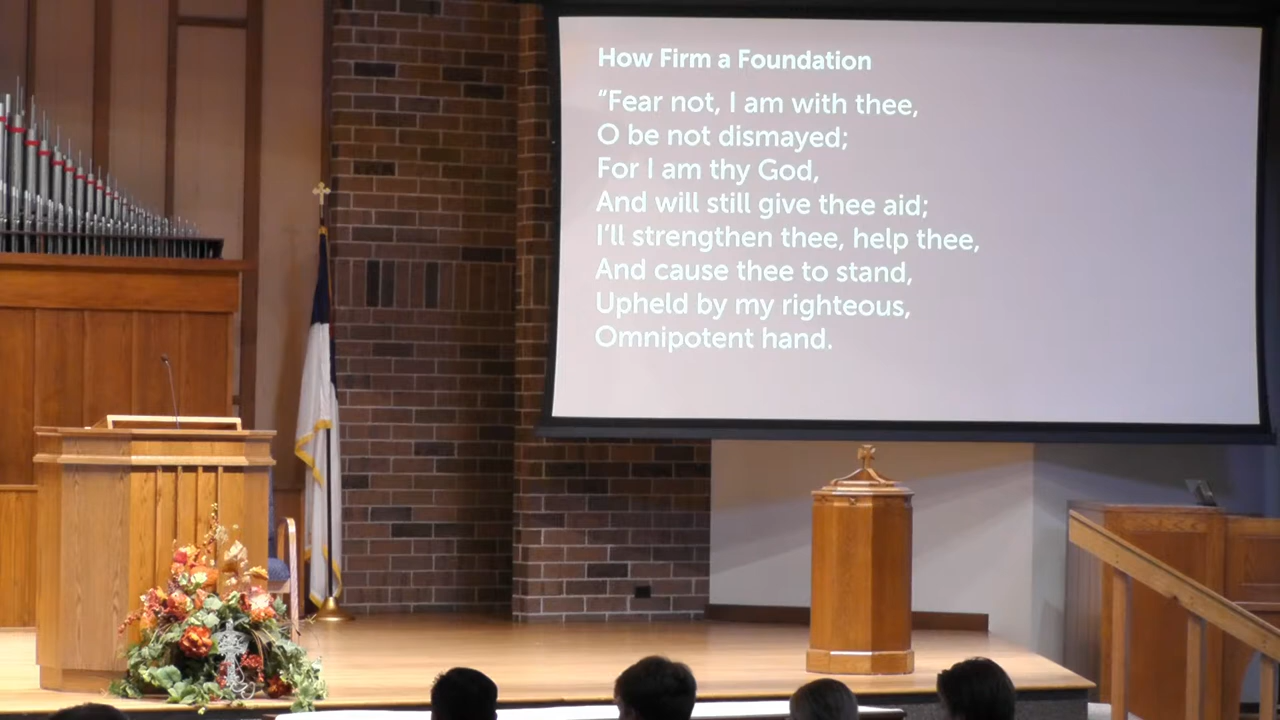 How Firm a Foundation
“Fear not, I am with thee,
O be not dismayed;
For I am thy God,
And will still give thee aid;
I’ll strengthen thee, help thee,
And cause thee to stand,
Upheld by my righteous,
Omnipotent hand.